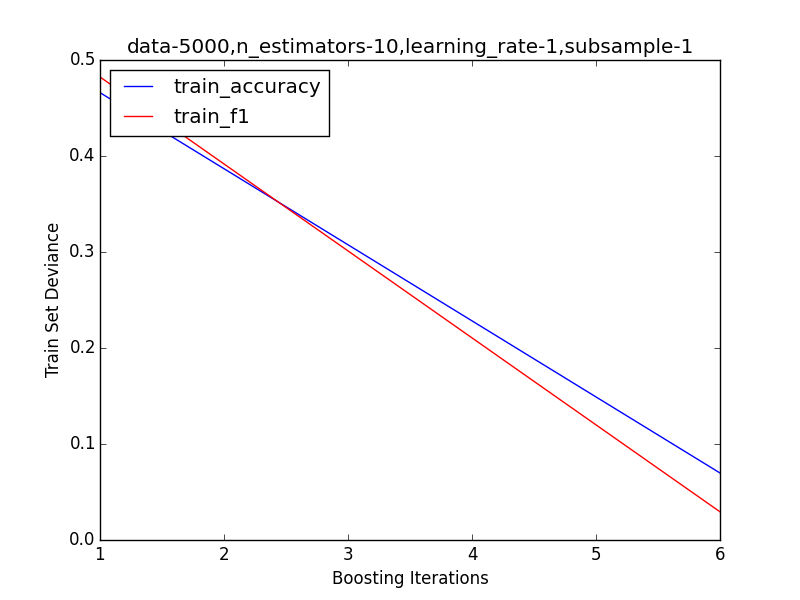 data-5000,n_estimators-10,learning_rate-1,subsample-1
train_accuracy
train_f1
Train Set Deviance
0.5
0.4
0.3
0.2
0.1
0.0
1 2 3 4 5 6
Boosting Iterations